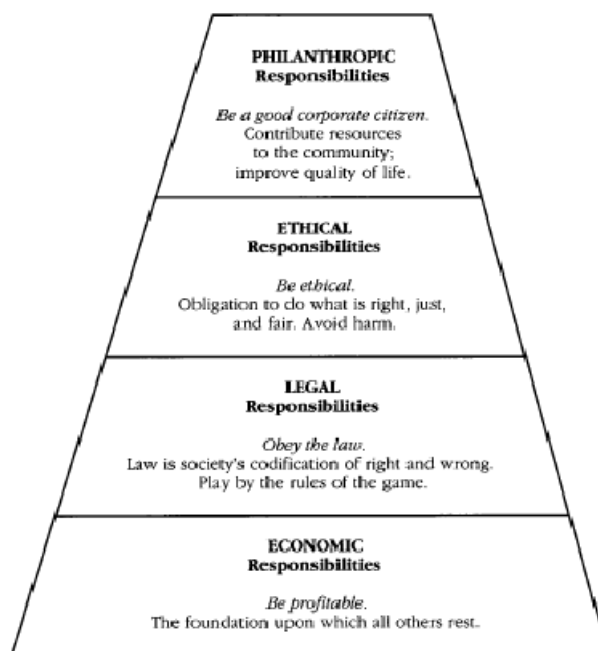 PHILANTHROPIC
Responsibilities
Be a good corporate citizen.
Contribute resources
to the community;
improve quality of life.
ETHICAL
Responsibilities
Be ethical.
Obligation to do what is right, just,
and fair. Avoid harm.
LEGAL
Responsibilities
Obey the law.
Law is society's codification of right and wrong.
Play by the rules of the game.
ECONOMIC
Responsibilities
Be profitable.
The foundation upon which all others rest.